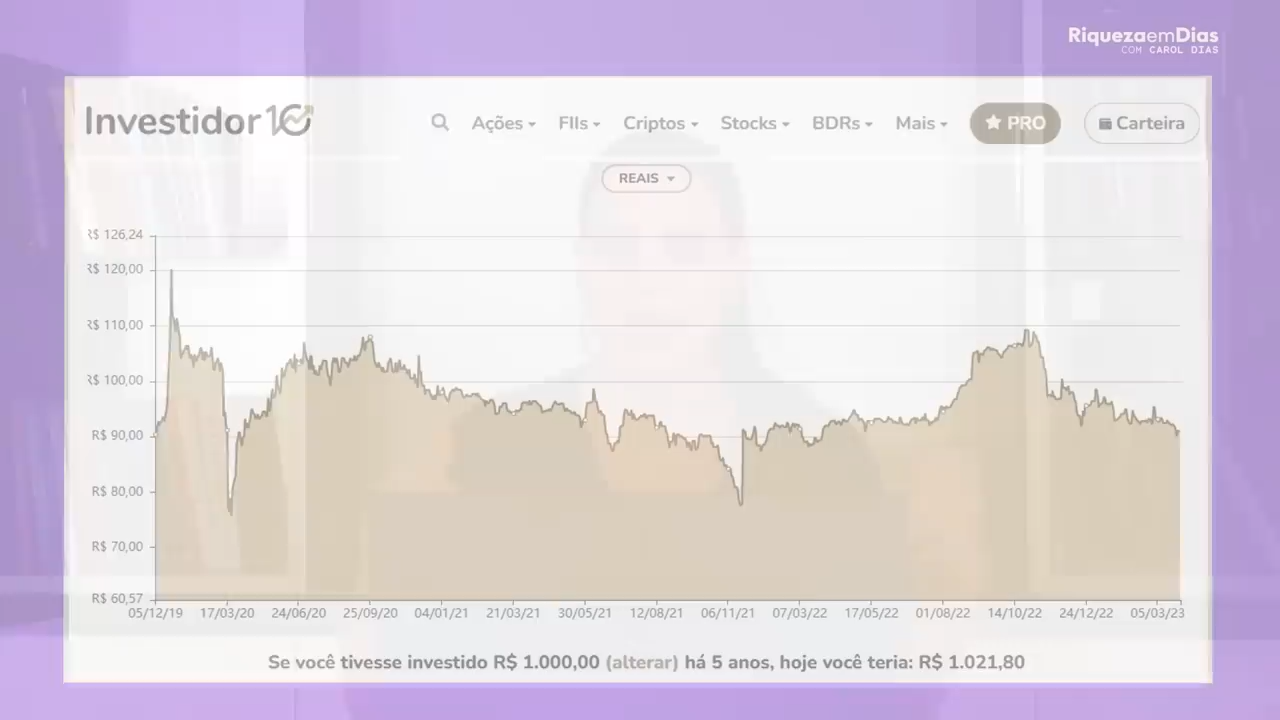 RiquezaemDias
COM CAROL DIAS
Investidor10
Ações
FIIs
Criptos
Stocks
BDRs
Mais
PRO
Carteira
REAIS
R$ 126,24
R$ 120,00
R$ 110,00
R$ 100,00
R$ 90,00
R$ 80,00
R$ 70,00
R$ 60,57
05/12/19 17/03/20 24/06/20 25/09/20 04/01/21 21/03/21 30/05/21 12/08/21 06/11/21 07/03/22 17/05/22 01/08/22 14/10/22 24/12/22 05/03/23
Se você tivesse investido R$ 1.000,00 (alterar) há 5 anos, hoje você teria: R$ 1.021,80